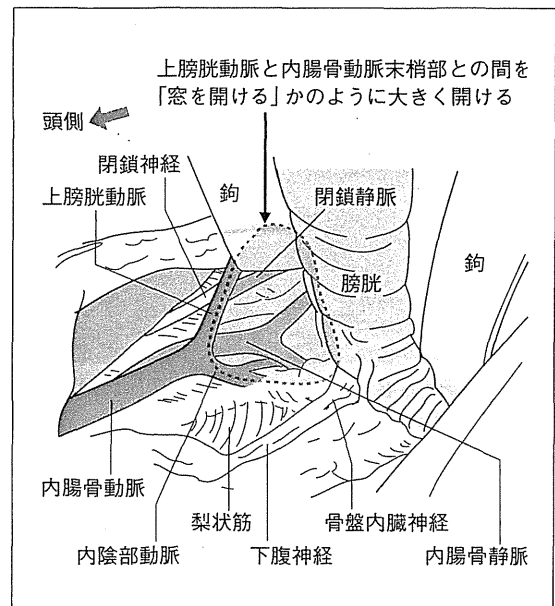 上膀胱動脈と内腸骨動脈末梢部との間を
「窓を開ける」かのように大きく開ける
頭側
閉鎖神経
鉤
上膀胱動脈
閉鎖静脈
鉤
膀胱
内腸骨動脈
梨状筋
骨盤内臓神経
内陰部動脈
下腹神経
内腸骨静脈